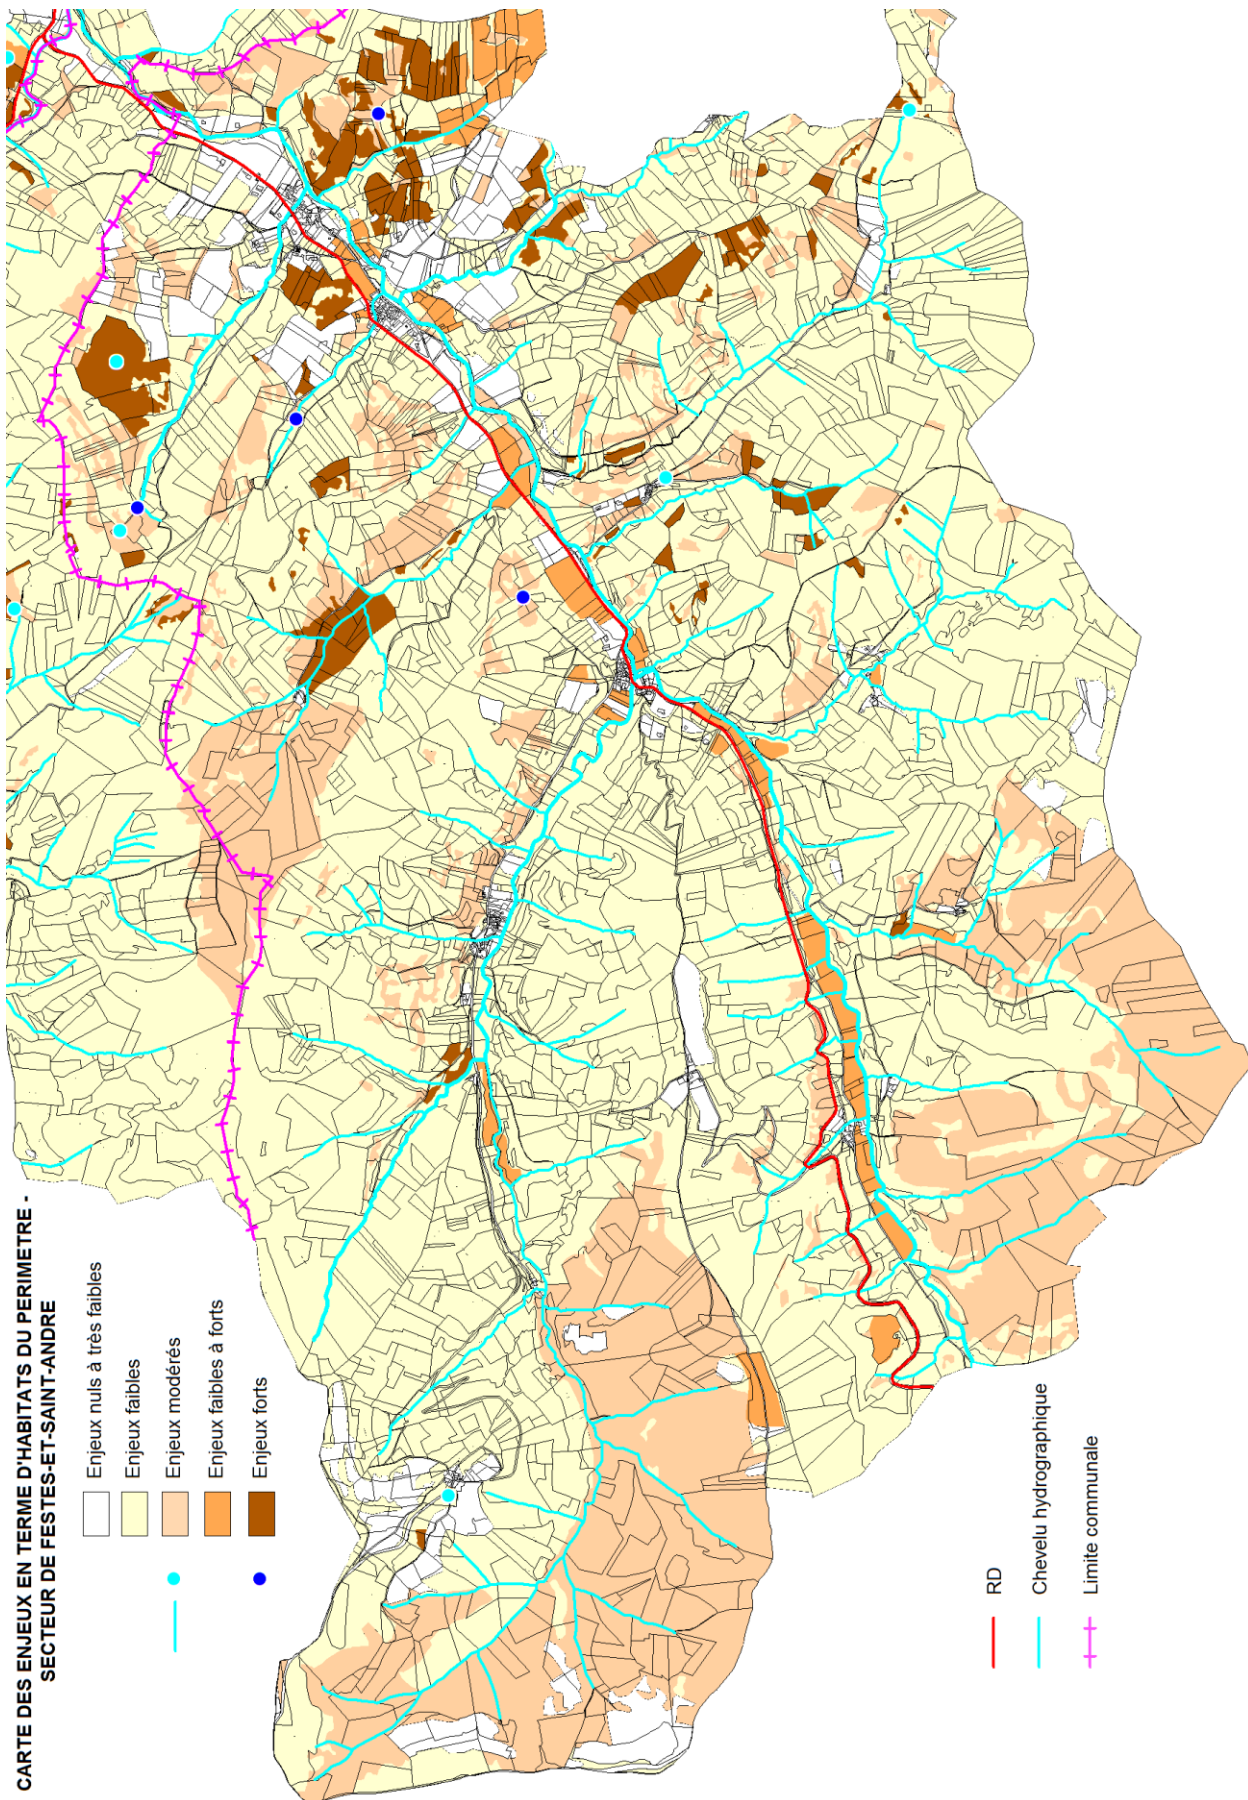 CARTE DES ENJEUX EN TERME D'HABITATS DU PERIMETRE -
SECTEUR DE FESTES-ET-SAINT-ANDRE
Enjeux nuls à très faibles
Enjeux faibles
Enjeux modérés
Enjeux faibles à forts
Enjeux forts
RD
Chevelu hydrographique
Limite communale